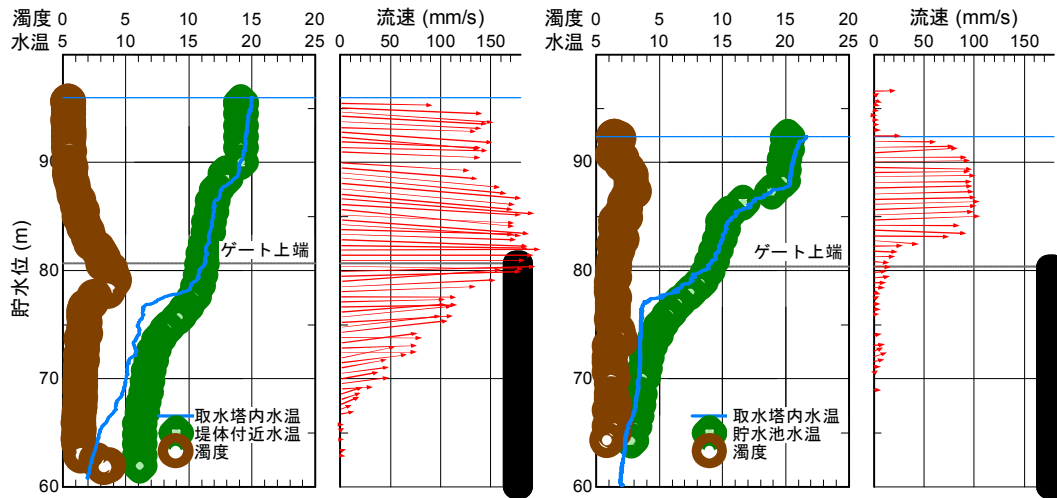 濁度 0 5 10 15 20
水温 5 10 15 20 25
流速 (mm/s)
0 50 100 150
濁度 0 5 10 15 20
水温 5 10 15 20 25
流速 (mm/s)
0 50 100 150
貯水位 (m)
90
80
70
60
ゲート上端
取水塔内水温
堤体付近水温
濁度
90
80
70
60
ゲート上端
取水塔内水温
貯水池水温
濁度